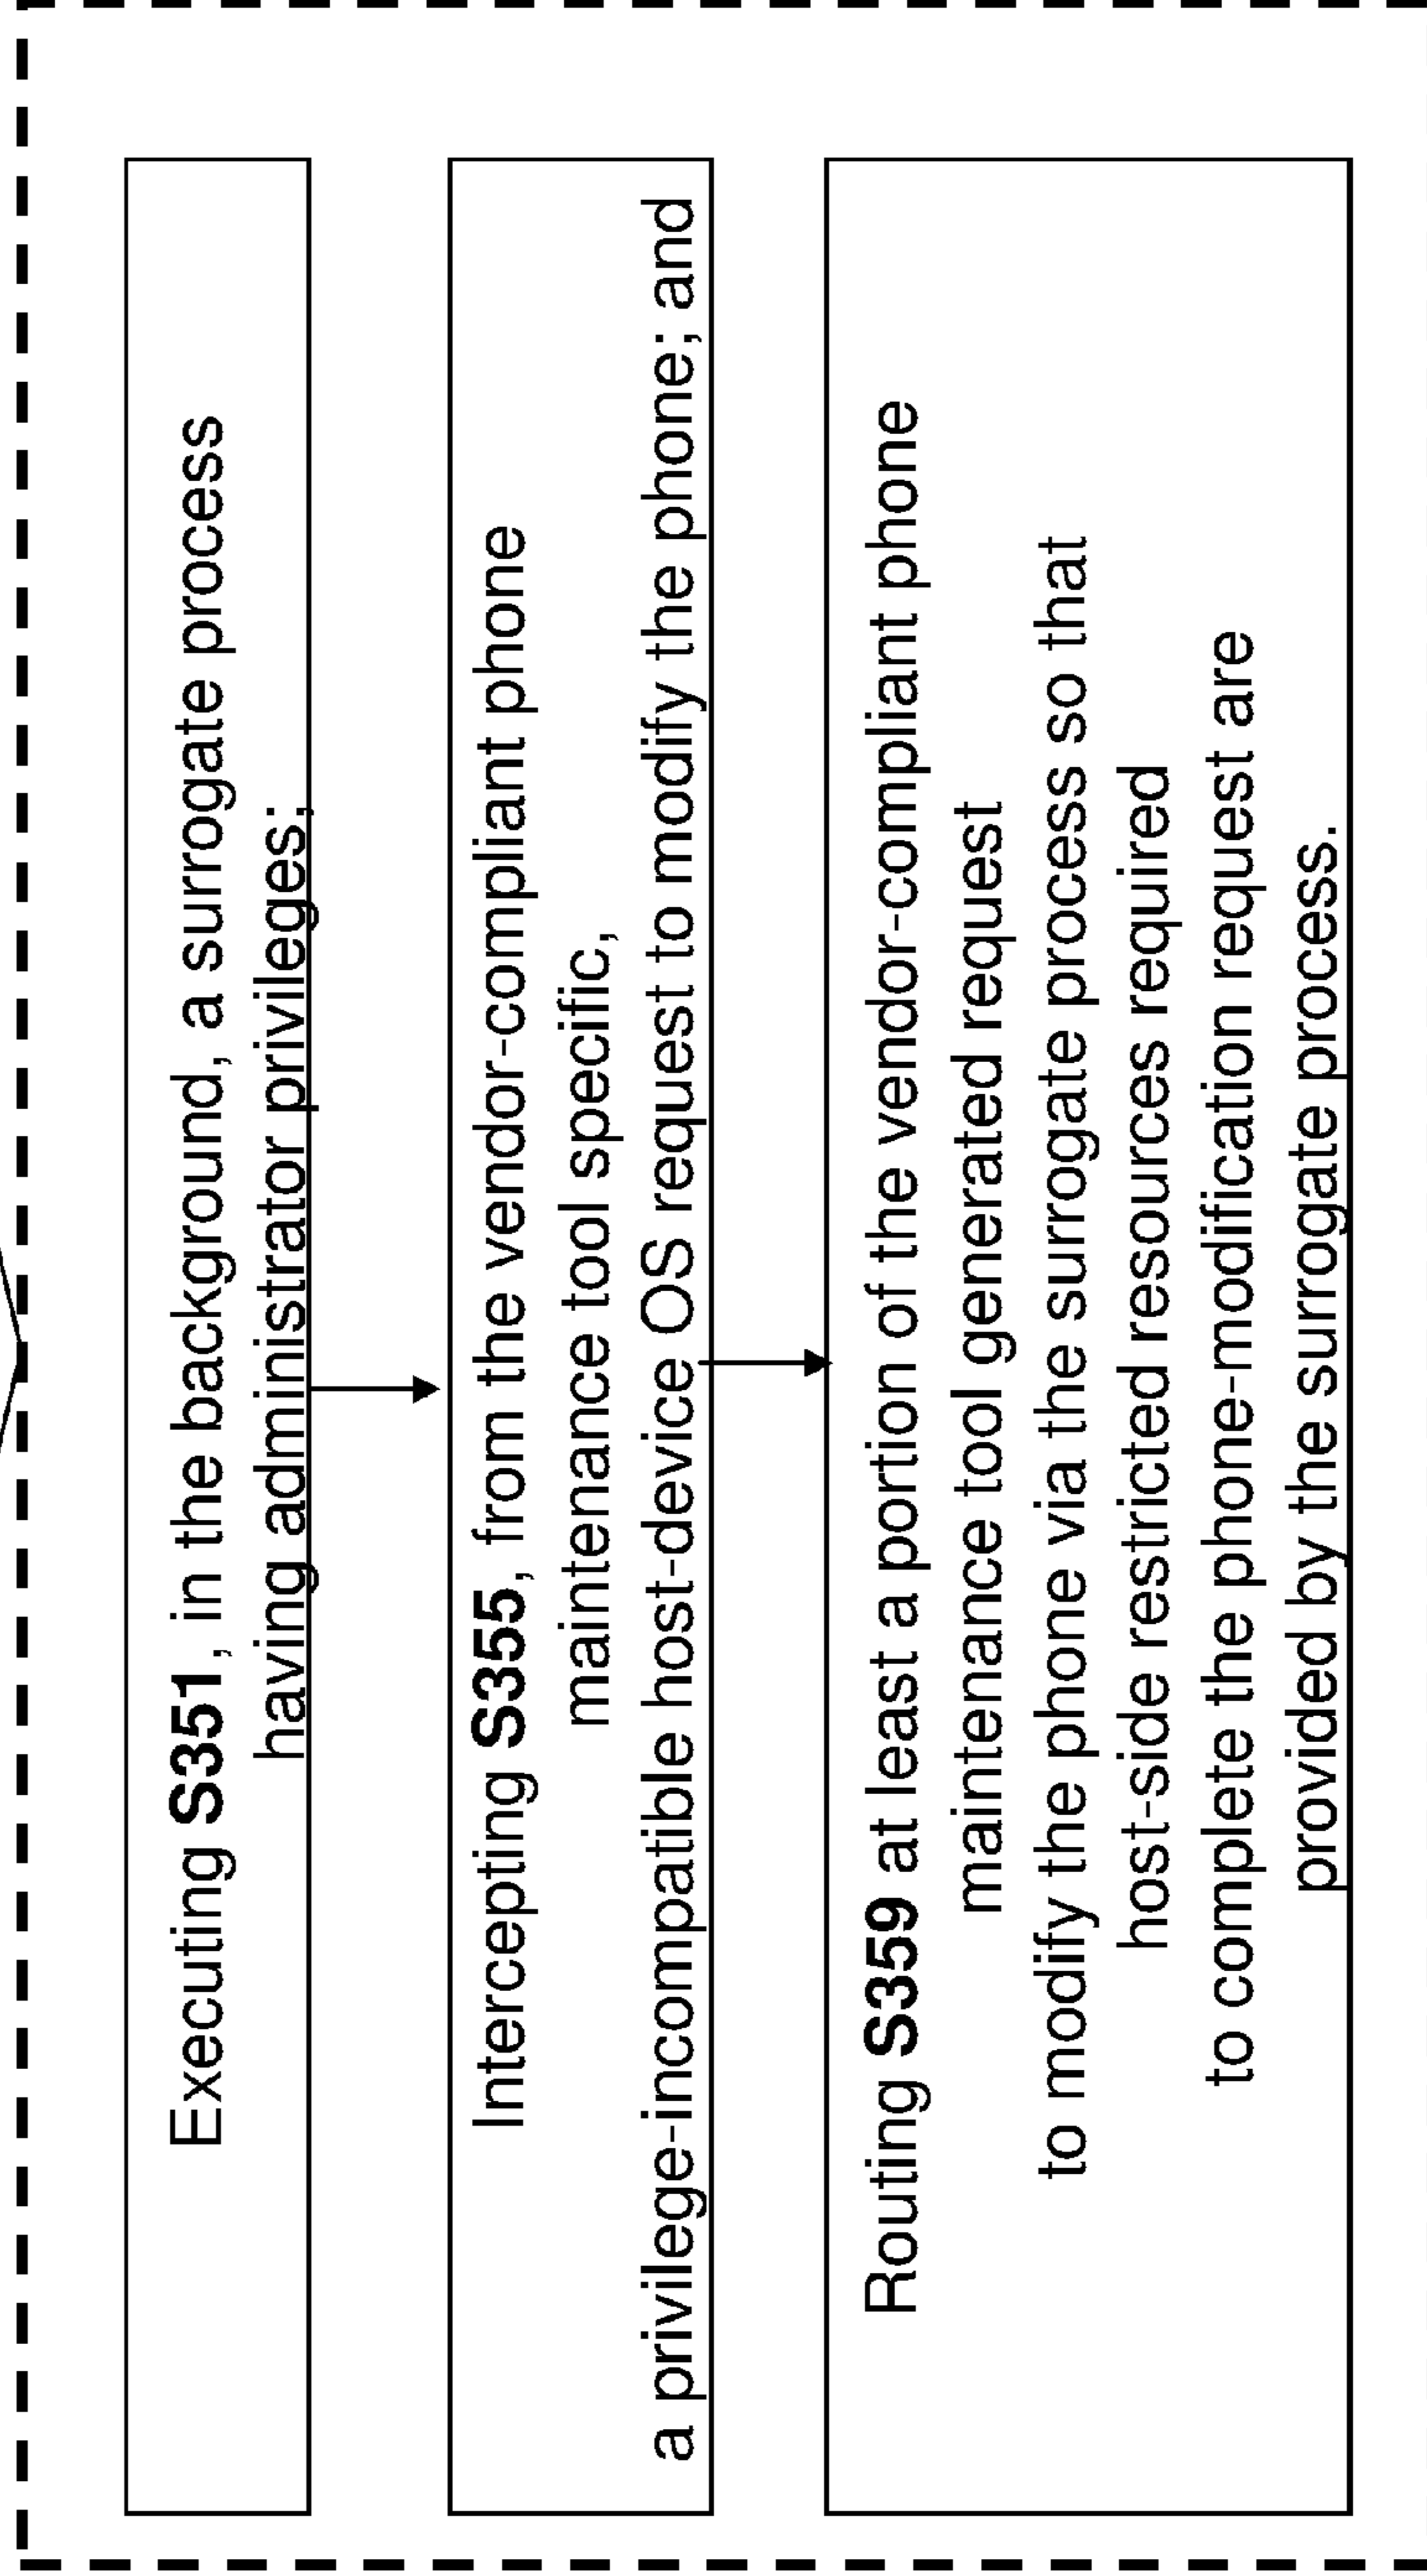 Executing S351, in the background, a surrogate process
having administrator privileges;
Intercepting S355, from the vendor-compliant phone
maintenance tool specific,
a privilege-incompatible host-device OS request to modify the phone; and
Routing S359 at least a portion of the vendor-compliant phone
maintenance tool generated request
to modify the phone via the surrogate process so that
host-side restricted resources required
to complete the phone-modification request are
provided by the surrogate process.